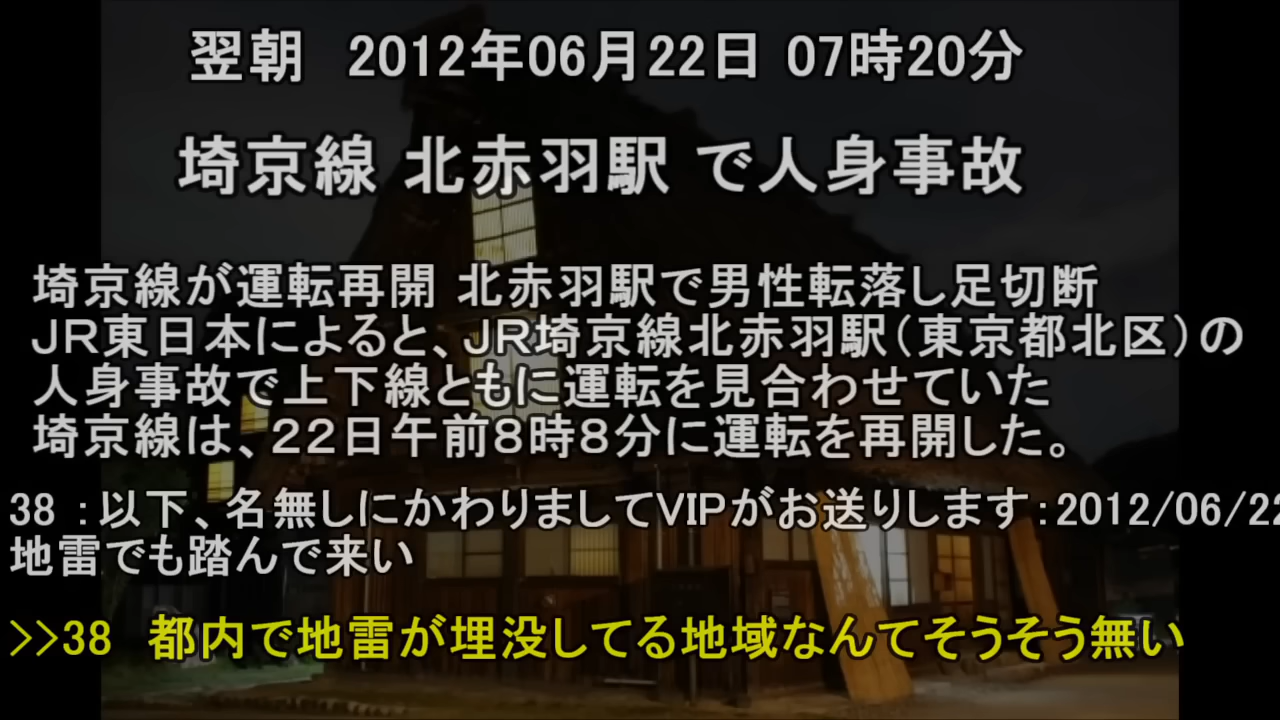 翌朝　2012年06月22日 07時20分
埼京線 北赤羽駅 で人身事故
埼京線が運転再開 北赤羽駅で男性転落し足切断
ＪＲ東日本によると、ＪＲ埼京線北赤羽駅（東京都北区）の
人身事故で上下線ともに運転を見合わせていた
埼京線は、２２日午前８時８分に運転を再開した。
38 ：以下、名無しにかわりましてVIPがお送りします：2012/06/22
地雷でも踏んで来い
>>38　都内で地雷が埋没してる地域なんてそうそう無い